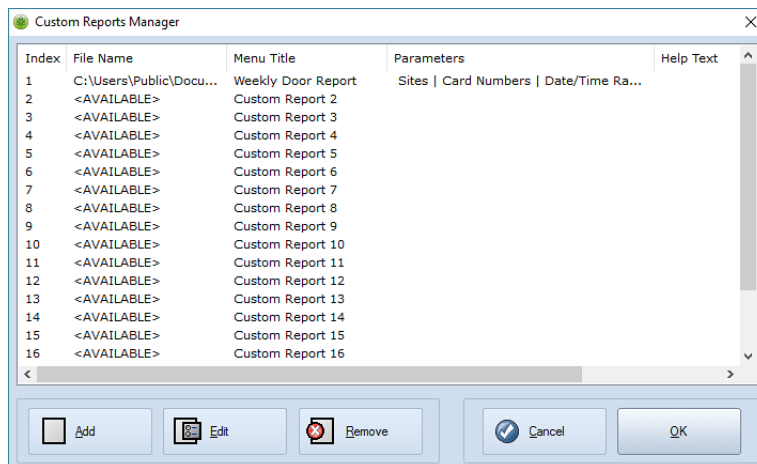 Custom Reports Manager
Index File Name Menu Title Parameters Help Text
1 C:\Users\Public\Docu... Weekly Door Report Sites | Card Numbers | Date/Time Ra...
2 <AVAILABLE> Custom Report 2
3 <AVAILABLE> Custom Report 3
4 <AVAILABLE> Custom Report 4
5 <AVAILABLE> Custom Report 5
6 <AVAILABLE> Custom Report 6
7 <AVAILABLE> Custom Report 7
8 <AVAILABLE> Custom Report 8
9 <AVAILABLE> Custom Report 9
10 <AVAILABLE> Custom Report 10
11 <AVAILABLE> Custom Report 11
12 <AVAILABLE> Custom Report 12
13 <AVAILABLE> Custom Report 13
14 <AVAILABLE> Custom Report 14
15 <AVAILABLE> Custom Report 15
16 <AVAILABLE> Custom Report 16
Add Edit Remove Cancel OK